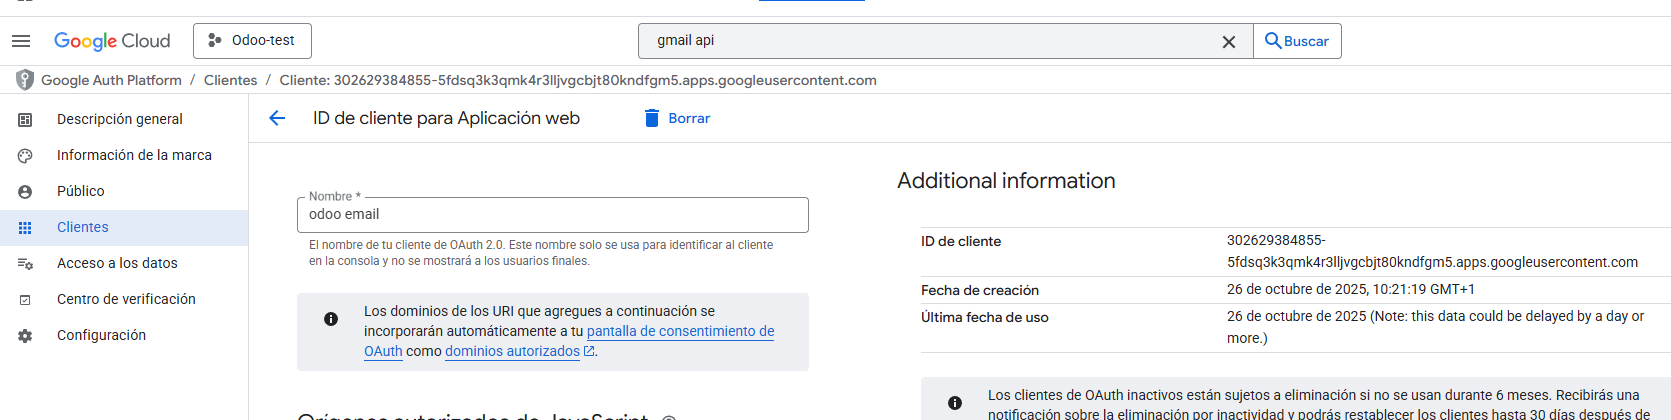 Google Cloud
Odoo-test
gmail api
Buscar
Google Auth Platform / Clientes / Cliente: 302629384855-5fdsq3k3qmk4r3lljvgcbjt80kndfgm5.apps.googleusercontent.com
Descripción general
Información de la marca
Público
Clientes
Acceso a los datos
Centro de verificación
Configuración
ID de cliente para Aplicación web
Borrar
Nombre *
odoo email
El nombre de tu cliente de OAuth 2.0. Este nombre solo se usa para identificar al cliente
en la consola y no se mostrará a los usuarios finales.
Los dominios de los URI que agregues a continuación se
incorporarán automáticamente a tu pantalla de consentimiento de
OAuth como dominios autorizados.
Orígenes autorizados de JavaScript
Additional information
ID de cliente
302629384855-
5fdsq3k3qmk4r3lljvgcbjt80kndfgm5.apps.googleusercontent.com
Fecha de creación
26 de octubre de 2025, 10:21:19 GMT+1
Última fecha de uso
26 de octubre de 2025 (Note: this data could be delayed by a day or
more.)
Los clientes de OAuth inactivos están sujetos a eliminación si no se usan durante 6 meses. Recibirás una
notificación sobre la eliminación por inactividad y podrás restablecer los clientes hasta 30 días después de